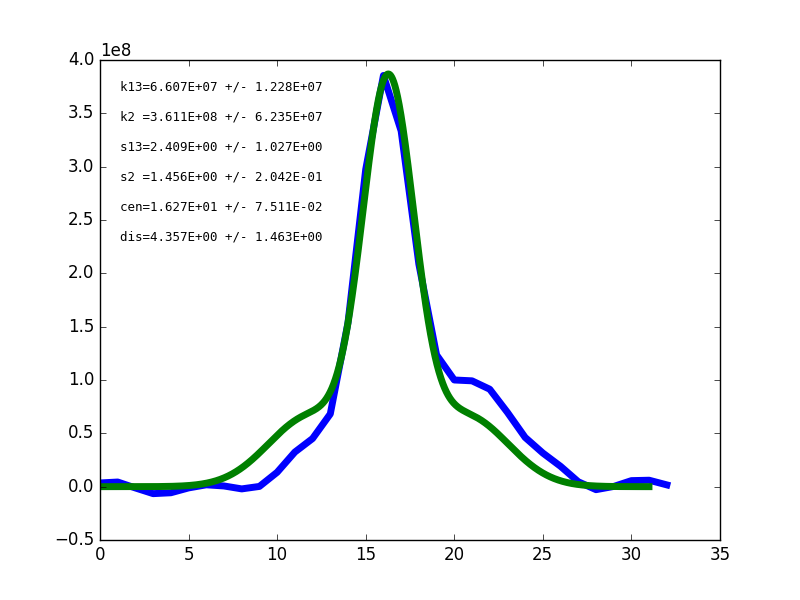 1e8
4.0
k13=6.607E+07 +/- 1.228E+07
k2 =3.611E+08 +/- 6.235E+07
3.5
s13=2.409E+00 +/- 1.027E+00
3.0
s2 =1.456E+00 +/- 2.042E-01
cen=1.627E+01 +/- 7.511E-02
2.5
dis=4.357E+00 +/- 1.463E+00
2.0
1.5
1.0
0.5
0.0
−0.5
0 5 10 15 20 25 30 35